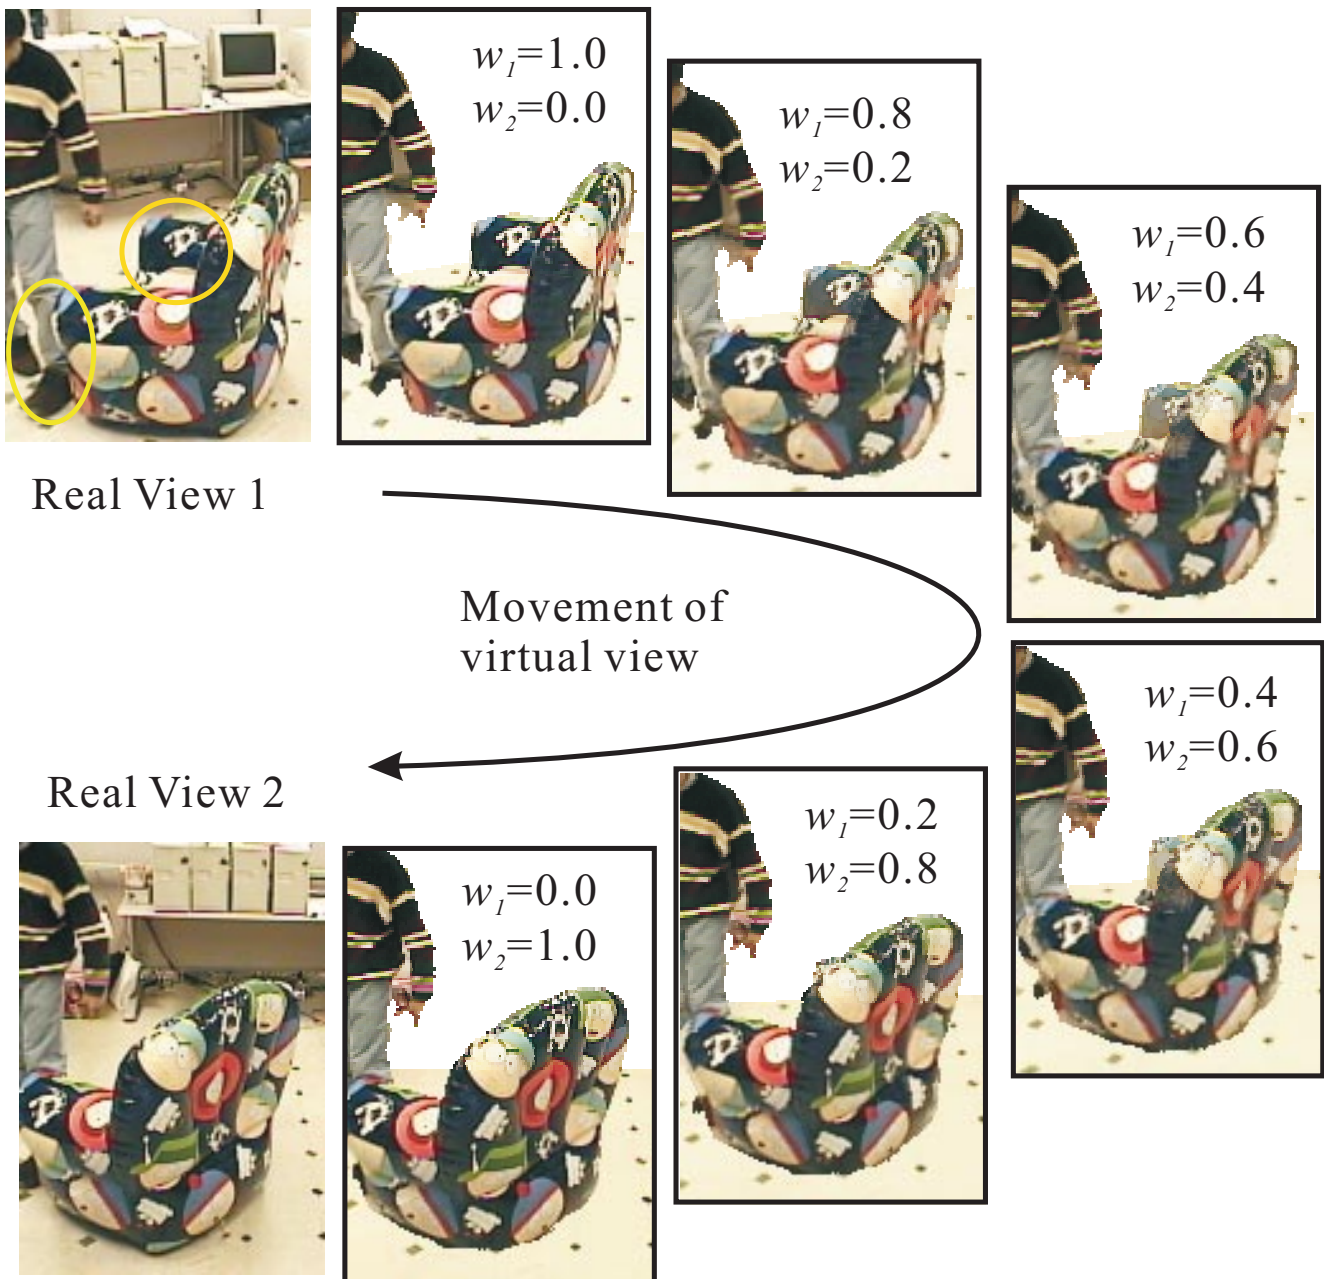 w₁=1.0
w₂=0.0
w₁=0.8
w₂=0.2
w₁=0.6
w₂=0.4
Real View 1
Movement of
virtual view
w₁=0.4
w₂=0.6
Real View 2
w₁=0.2
w₂=0.8
w₁=0.0
w₂=1.0